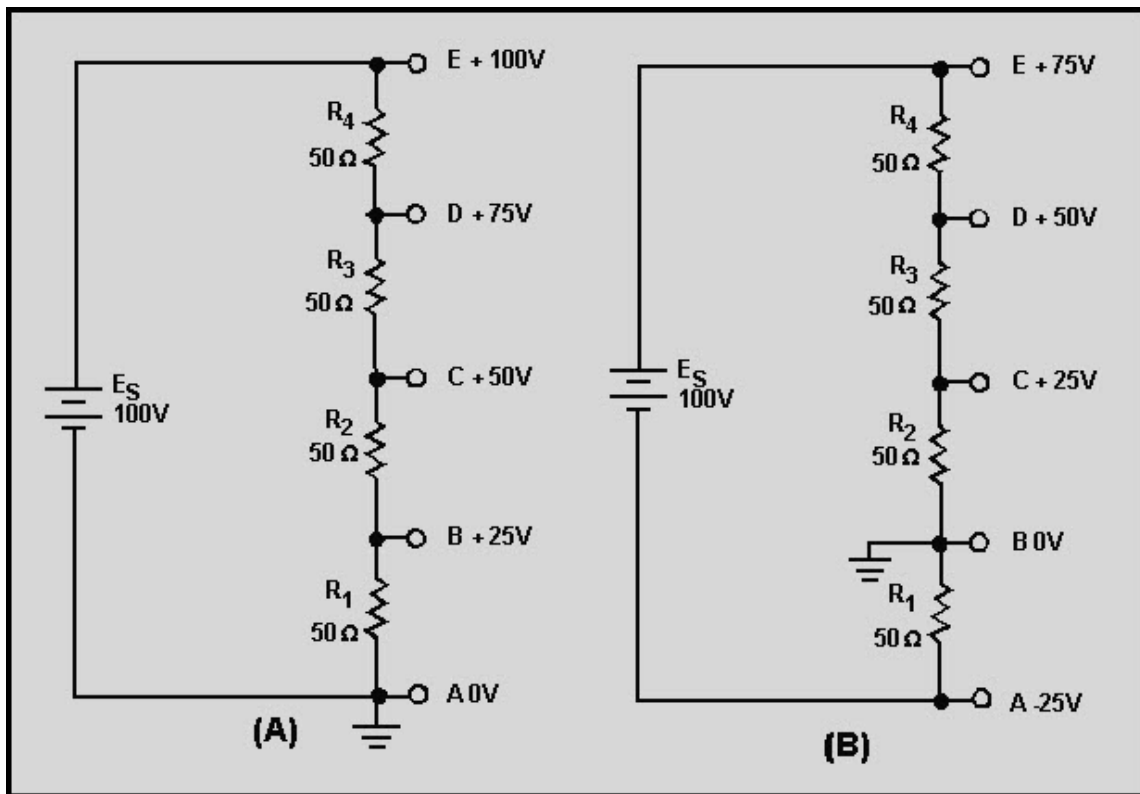 E + 100V
R4
50 Ω
D + 75V
R3
50 Ω
C + 50V
ES
100V
R2
50 Ω
B + 25V
R1
50 Ω
A 0V
(A)
E + 75V
R4
50 Ω
D + 50V
R3
50 Ω
C + 25V
ES
100V
R2
50 Ω
B 0V
R1
50 Ω
A -25V
(B)